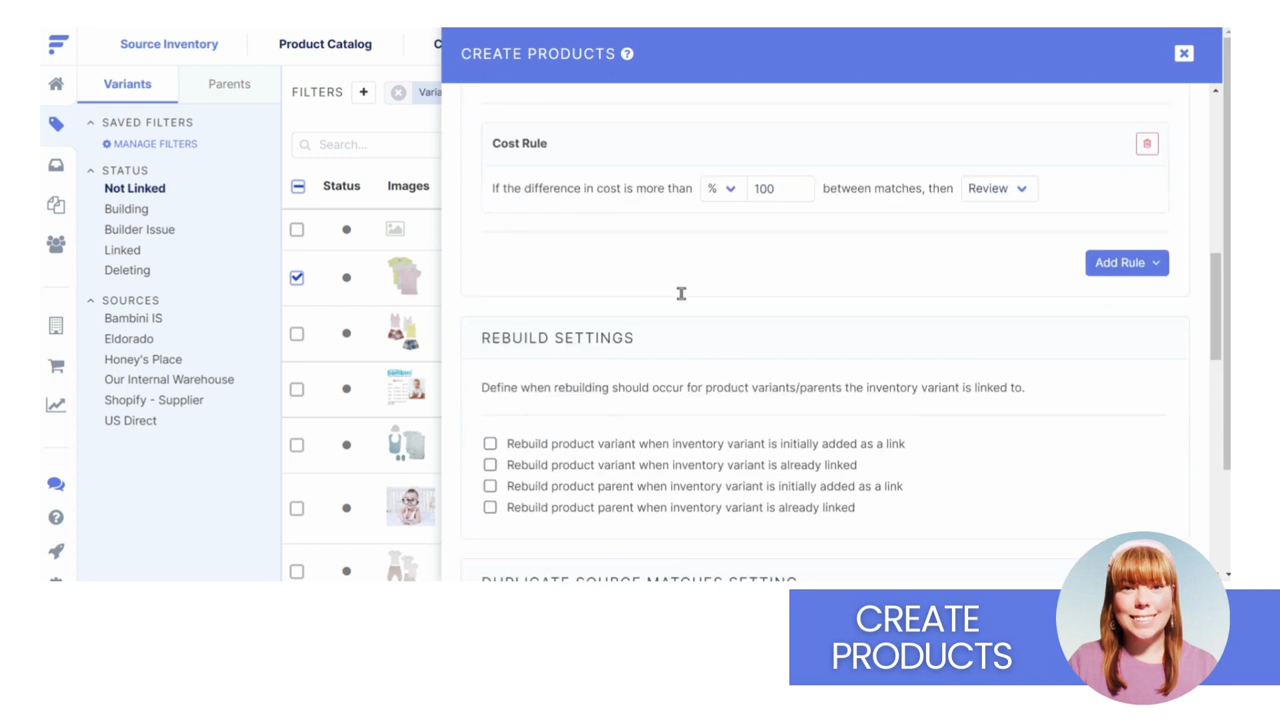 Source Inventory
Product Catalog
C
CREATE PRODUCTS ?
Variants
Parents
FILTERS +
Varia
SAVED FILTERS
MANAGE FILTERS
STATUS
Not Linked
Building
Builder Issue
Linked
Deleting
SOURCES
Bambini IS
Eldorado
Honey's Place
Our Internal Warehouse
Shopify - Supplier
US Direct
Search...
Status
Images
bambini
Cost Rule
If the difference in cost is more than % 100 between matches, then Review
Add Rule
REBUILD SETTINGS
Define when rebuilding should occur for product variants/parents the inventory variant is linked to.
Rebuild product variant when inventory variant is initially added as a link
Rebuild product variant when inventory variant is already linked
Rebuild product parent when inventory variant is initially added as a link
Rebuild product parent when inventory variant is already linked
DUPLICATE SOURCE MATCHES SETTING
CREATE
PRODUCTS